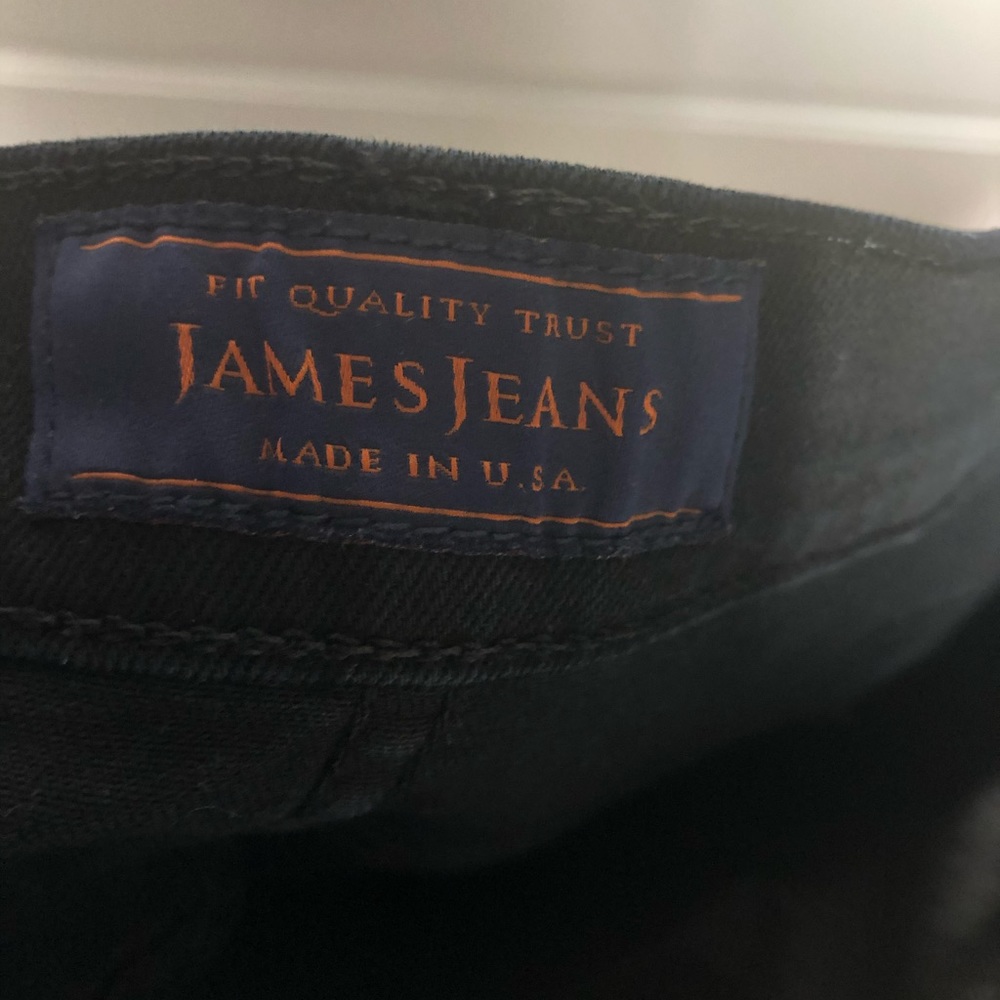 FIT QUALITY TRUST
JAMES JEANS
MADE IN U.S.A.